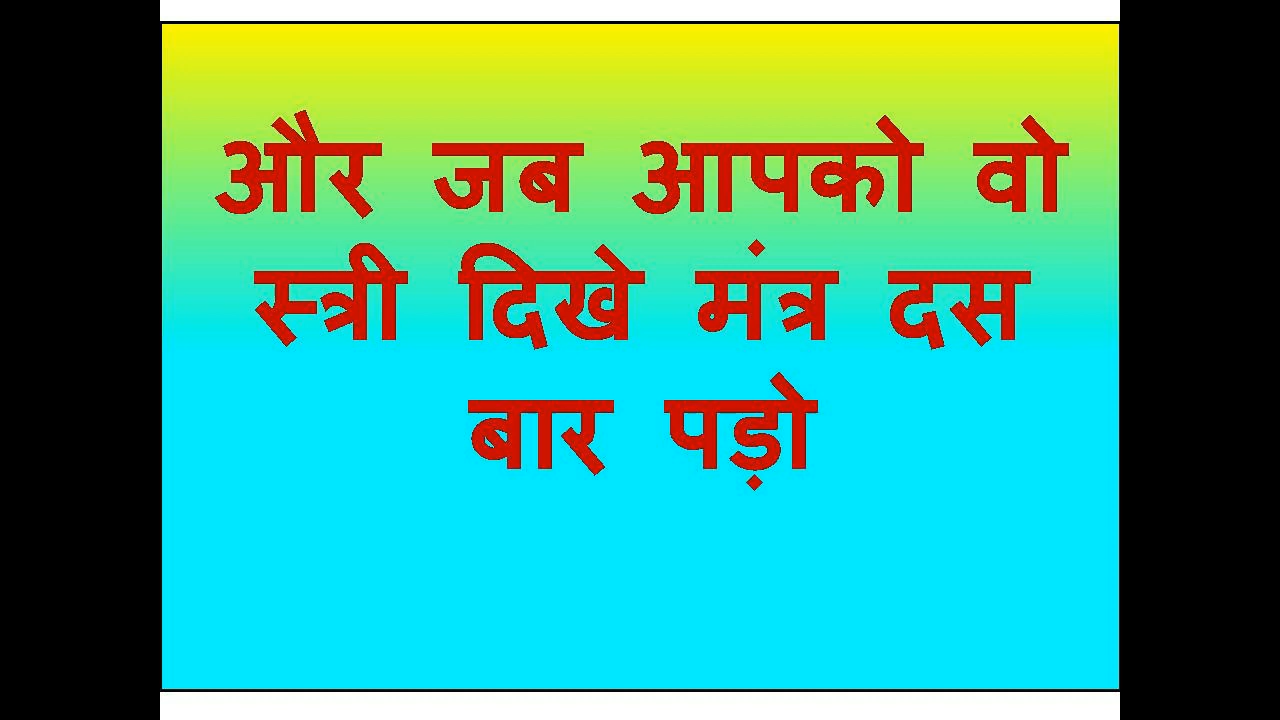 और जब आपको वो
स्त्री दिखे मंत्र दस
बार पड़ो